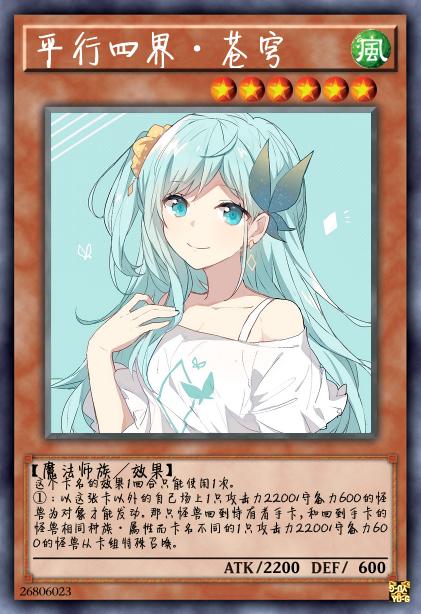 平行四界·苍穹
風
【魔法师族／效果】
这个卡名的效果1回合只能使用1次。
①：以这张卡以外的自己场上1只攻击力2200/守备力600的怪
兽为对象才能发动。那只怪兽回到持有者手卡，和回到手卡的
怪兽相同种族·属性而卡名不同的1只攻击力2200/守备力60
0的怪兽从卡组特殊召唤。
ATK/2200 DEF/ 600
26806023